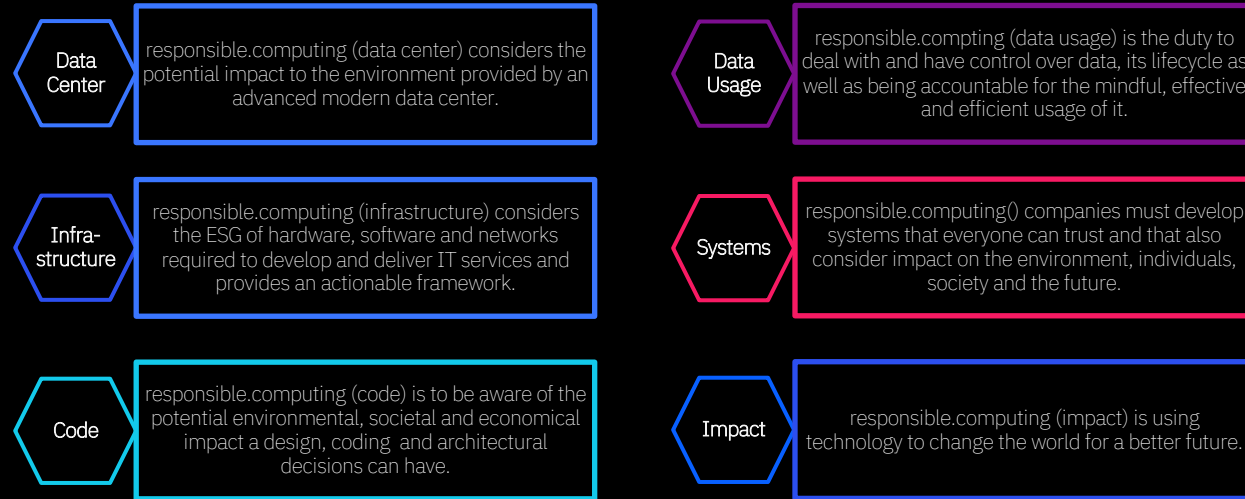 Data
Center
responsible.computing (data center) considers the
potential impact to the environment provided by an
advanced modern data center.
Data
Usage
responsible.compting (data usage) is the duty to
deal with and have control over data, its lifecycle as
well as being accountable for the mindful, effective
and efficient usage of it.
Infra-
structure
responsible.computing (infrastructure) considers
the ESG of hardware, software and networks
required to develop and deliver IT services and
provides an actionable framework.
Systems
responsible.computing() companies must develop
systems that everyone can trust and that also
consider impact on the environment, individuals,
society and the future.
Code
responsible.computing (code) is to be aware of the
potential environmental, societal and economical
impact a design, coding  and architectural
decisions can have.
Impact
responsible.computing (impact) is using
technology to change the world for a better future.